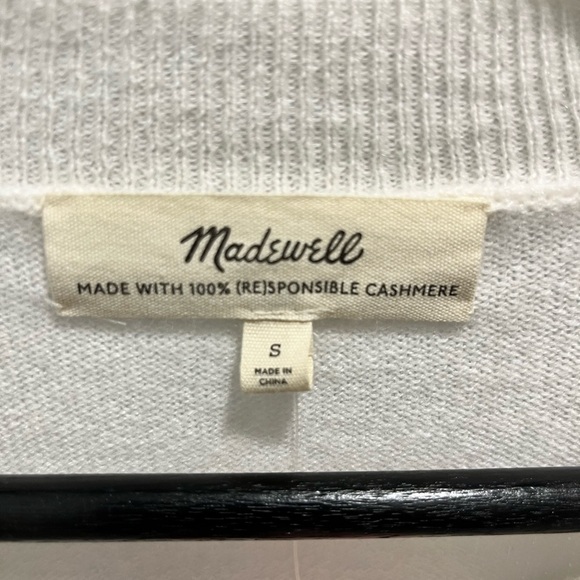 Madewell
MADE WITH 100% (RE)SPONSIBLE CASHMERE
S
MADE IN
CHINA